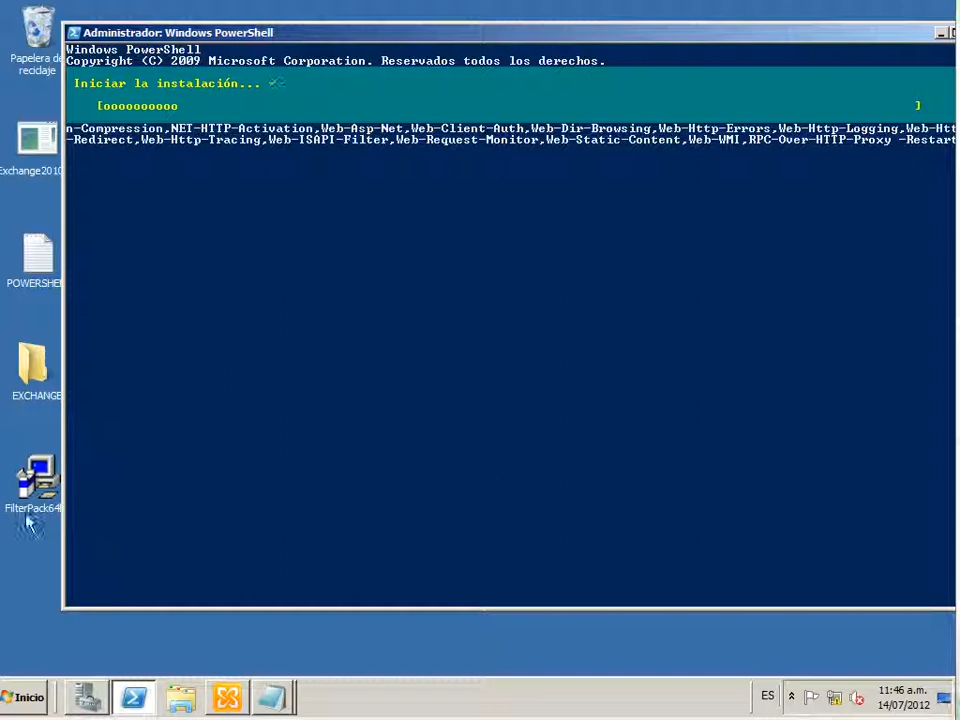 Administrador: Windows PowerShell
Windows PowerShell
Copyright (C) 2009 Microsoft Corporation. Reservados todos los derechos.
Iniciar la instalación...
[oooooooooo ]
n-Compression,NET-HTTP-Activation,Web-Asp-Net,Web-Client-Auth,Web-Dir-Browsing,Web-Http-Errors,Web-Http-Logging,Web-Htt
-Redirect,Web-Http-Tracing,Web-ISAPI-Filter,Web-Request-Monitor,Web-Static-Content,Web-WMI,RPC-Over-HTTP-Proxy -Restart
Papelera de
reciclaje
Exchange2010
POWERSHE
EXCHANGE
FilterPack64
Inicio
ES
11:46 a.m.
14/07/2012